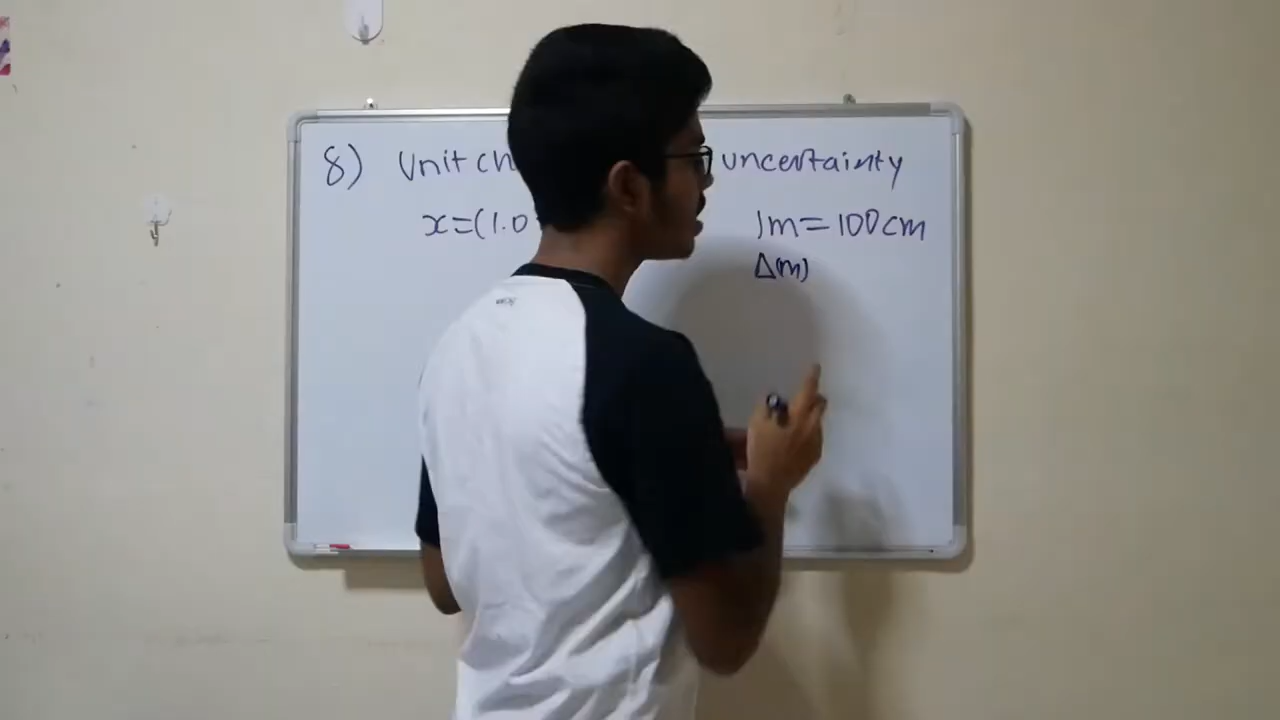 8) Unit ch uncertainty
x=(1.0 1m=100cm
Δ(m)